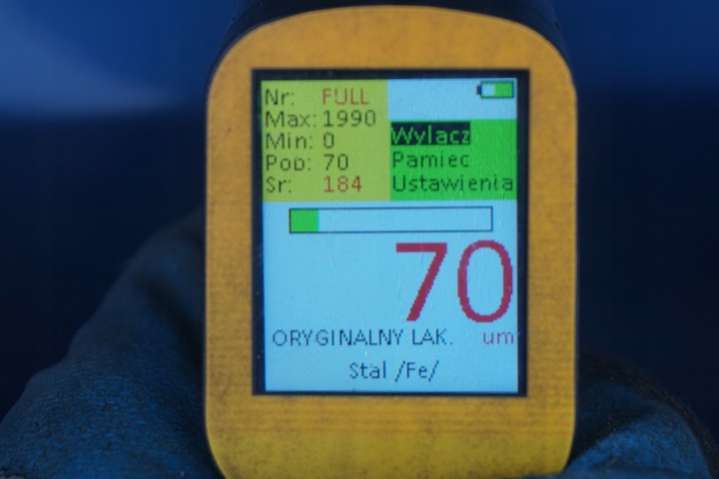 Nr: FULL
Max: 1990
Min: 0
Pop: 70
Sr: 184
Wylacz
Pamiec
Ustawienia
70
ORYGINALNY LAK. um
Stal /Fe/